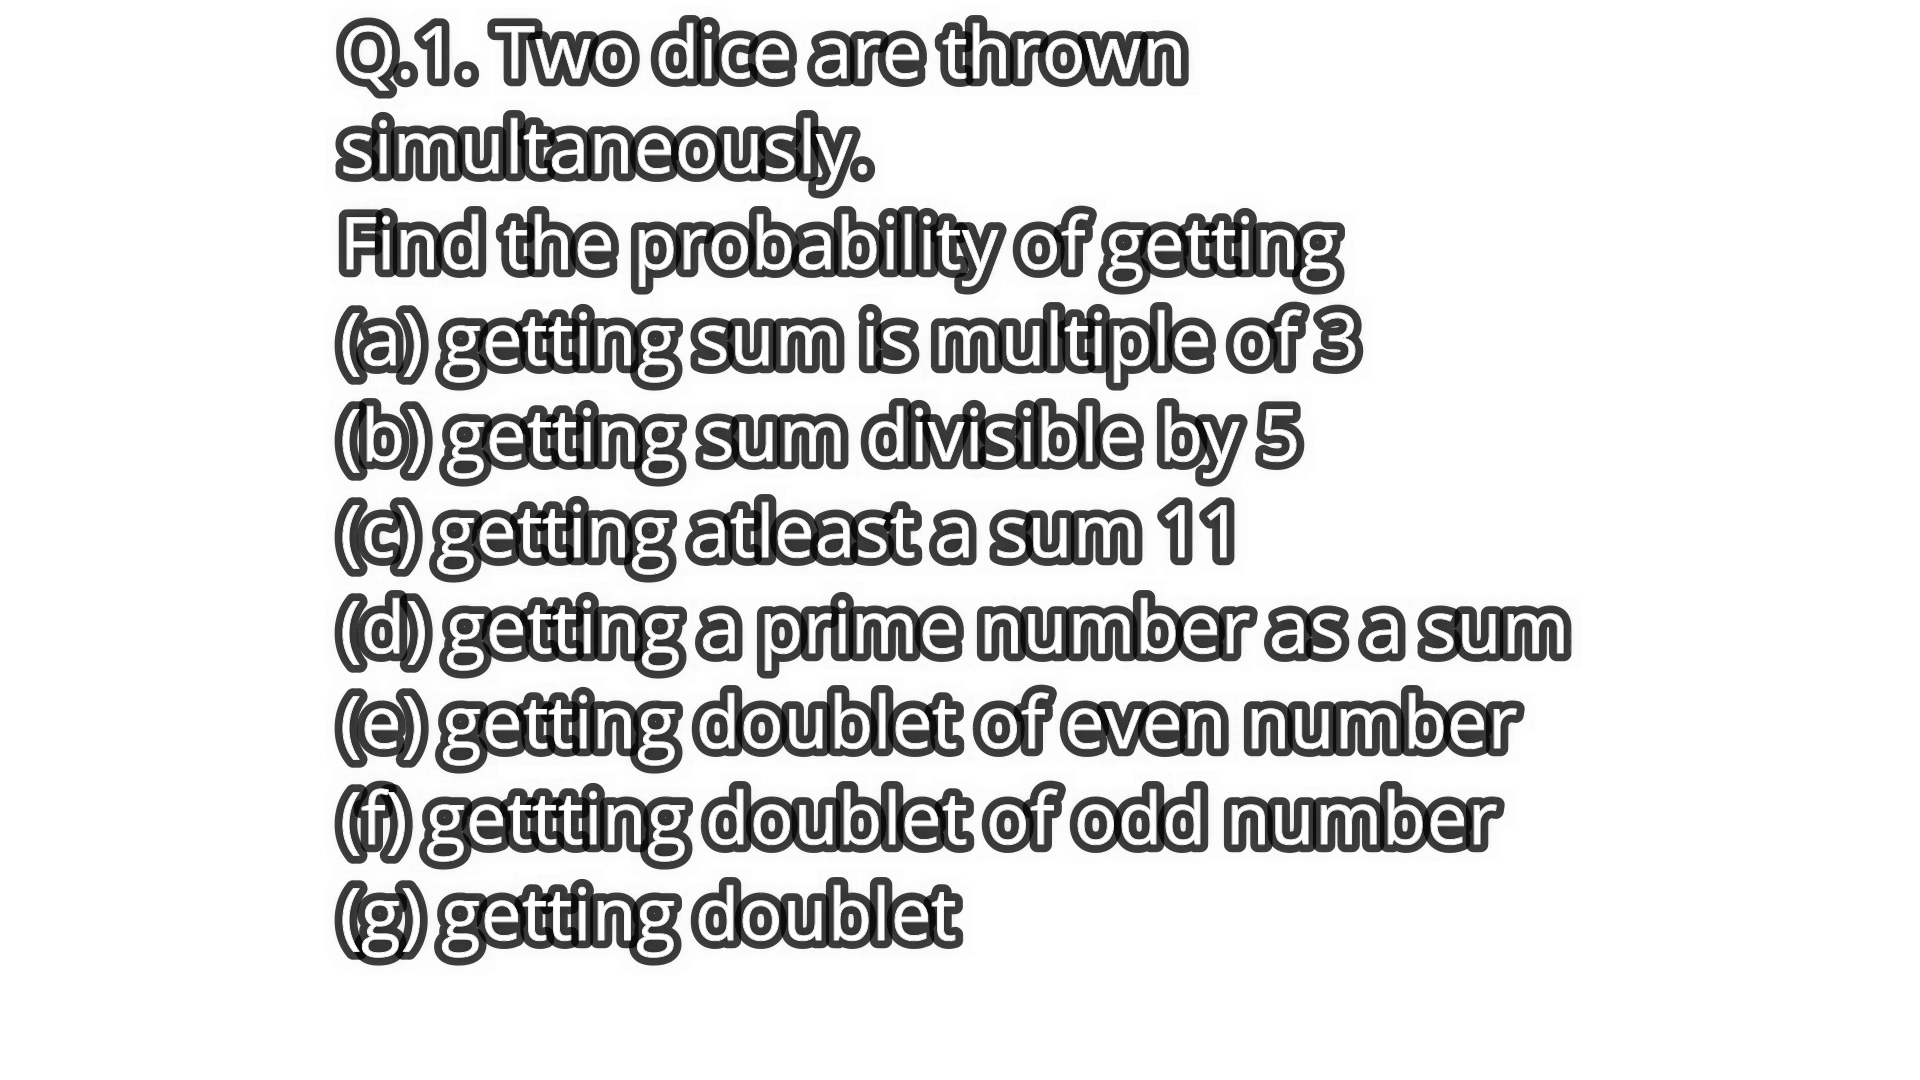 Q.1. Two dice are thrown
simultaneously.
Find the probability of getting
(a) getting sum is multiple of 3
(b) getting sum divisible by 5
(c) getting atleast a sum 11
(d) getting a prime number as a sum
(e) getting doublet of even number
(f) gettting doublet of odd number
(g) getting doublet